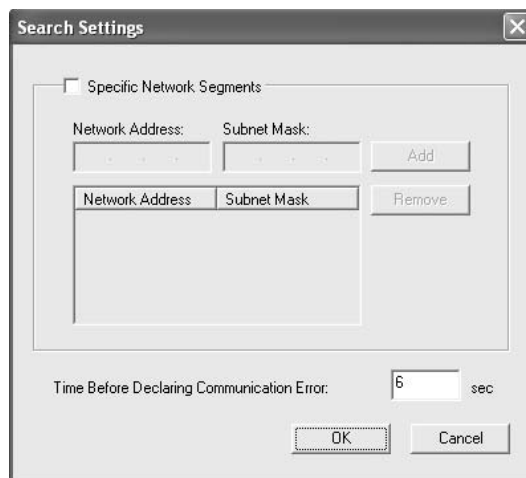 Search Settings
Specific Network Segments
Network Address: Subnet Mask:
. . . . . . Add
Network Address Subnet Mask Remove
Time Before Declaring Communication Error: 6 sec
OK Cancel